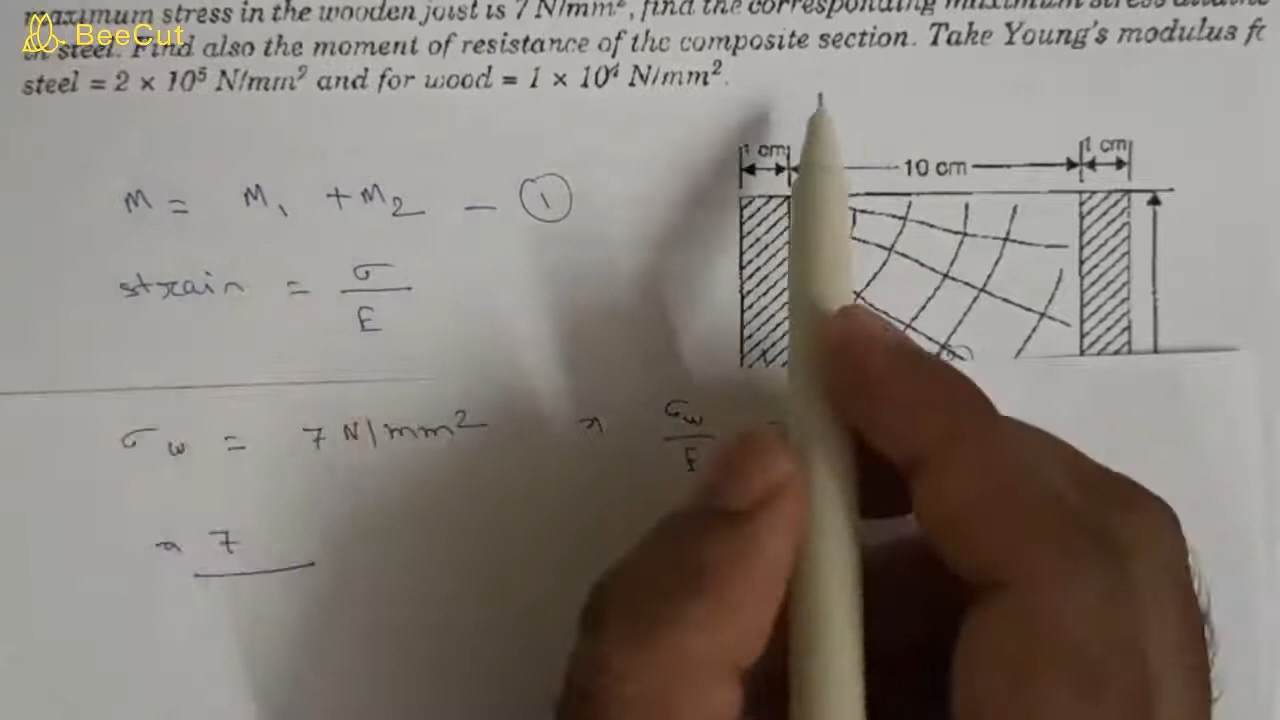 maximum stress in the wooden joist is 7 N/mm², find the corresponding maximum stress
BeeCut
in steel. Find also the moment of resistance of the composite section. Take Young's modulus fo
steel = 2 × 10⁵ N/mm² and for wood = 1 × 10⁴ N/mm².
1 cm 10 cm 1 cm
M = M₁ + M₂ — ①
strain = σ
E
σw = 7 N/mm² σw
E
7